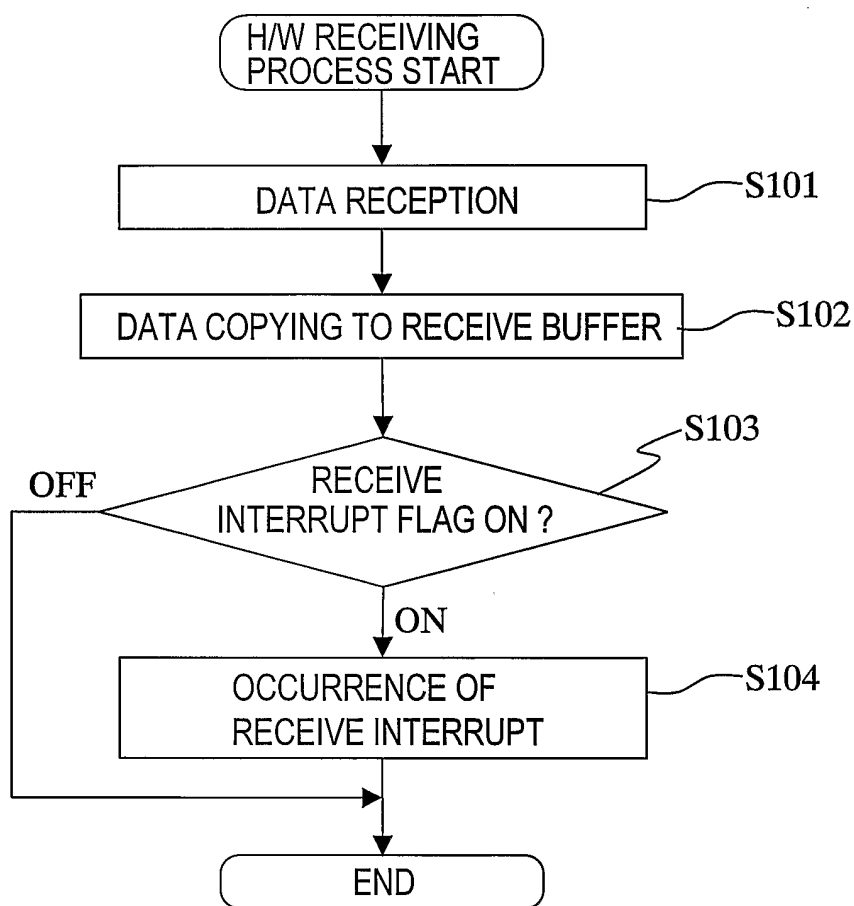 H/W RECEIVING
PROCESS START
DATA RECEPTION
S101
DATA COPYING TO RECEIVE BUFFER
S102
S103
RECEIVE
INTERRUPT FLAG ON ?
OFF
ON
OCCURRENCE OF
RECEIVE INTERRUPT
S104
END